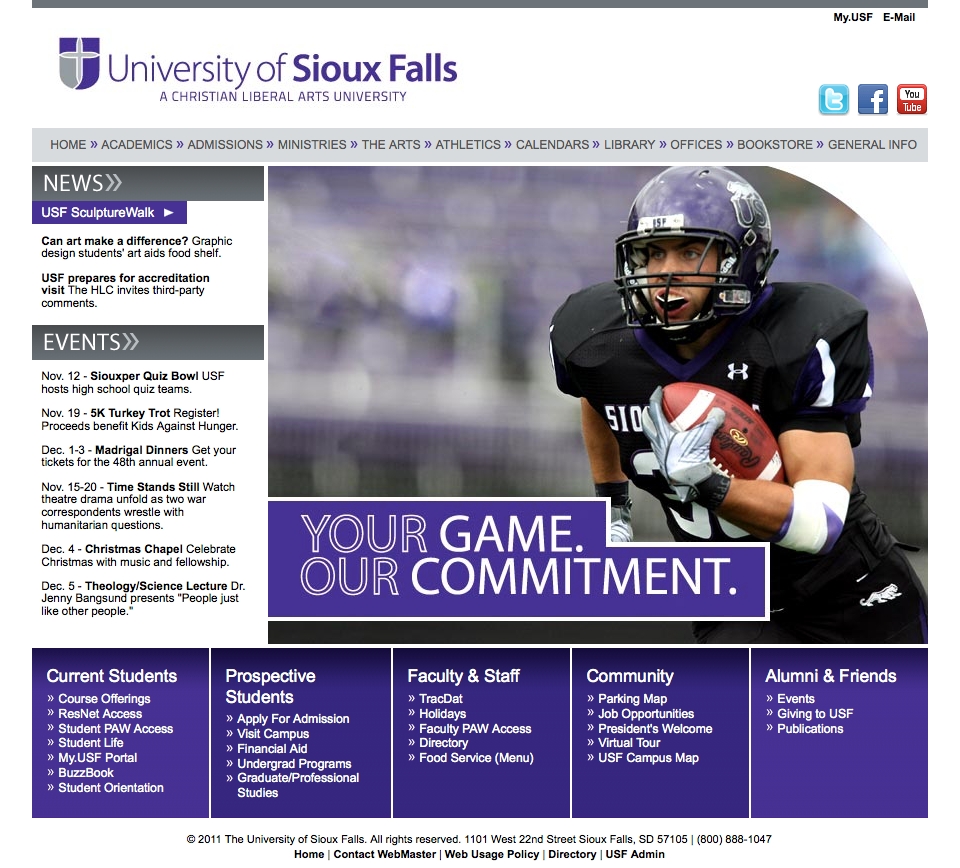 My.USF E-Mail
University of Sioux Falls
A CHRISTIAN LIBERAL ARTS UNIVERSITY
You
Tube
HOME » ACADEMICS » ADMISSIONS » MINISTRIES » THE ARTS » ATHLETICS » CALENDARS » LIBRARY » OFFICES » BOOKSTORE » GENERAL INFO
NEWS»
USF SculptureWalk ►
Can art make a difference? Graphic
design students' art aids food shelf.
USF prepares for accreditation
visit The HLC invites third-party
comments.
EVENTS»
Nov. 12 - Siouxper Quiz Bowl USF
hosts high school quiz teams.
Nov. 19 - 5K Turkey Trot Register!
Proceeds benefit Kids Against Hunger.
Dec. 1-3 - Madrigal Dinners Get your
tickets for the 48th annual event.
Nov. 15-20 - Time Stands Still Watch
theatre drama unfold as two war
correspondents wrestle with
humanitarian questions.
Dec. 4 - Christmas Chapel Celebrate
Christmas with music and fellowship.
Dec. 5 - Theology/Science Lecture Dr.
Jenny Bangsund presents "People just
like other people."
USF
SIO
YOUR GAME.
OUR COMMITMENT.
Current Students
» Course Offerings
» ResNet Access
» Student PAW Access
» Student Life
» My.USF Portal
» BuzzBook
» Student Orientation
Prospective
Students
» Apply For Admission
» Visit Campus
» Financial Aid
» Undergrad Programs
» Graduate/Professional
Studies
Faculty & Staff
» TracDat
» Holidays
» Faculty PAW Access
» Directory
» Food Service (Menu)
Community
» Parking Map
» Job Opportunities
» President's Welcome
» Virtual Tour
» USF Campus Map
Alumni & Friends
» Events
» Giving to USF
» Publications
© 2011 The University of Sioux Falls. All rights reserved. 1101 West 22nd Street Sioux Falls, SD 57105 | (800) 888-1047
Home | Contact WebMaster | Web Usage Policy | Directory | USF Admin